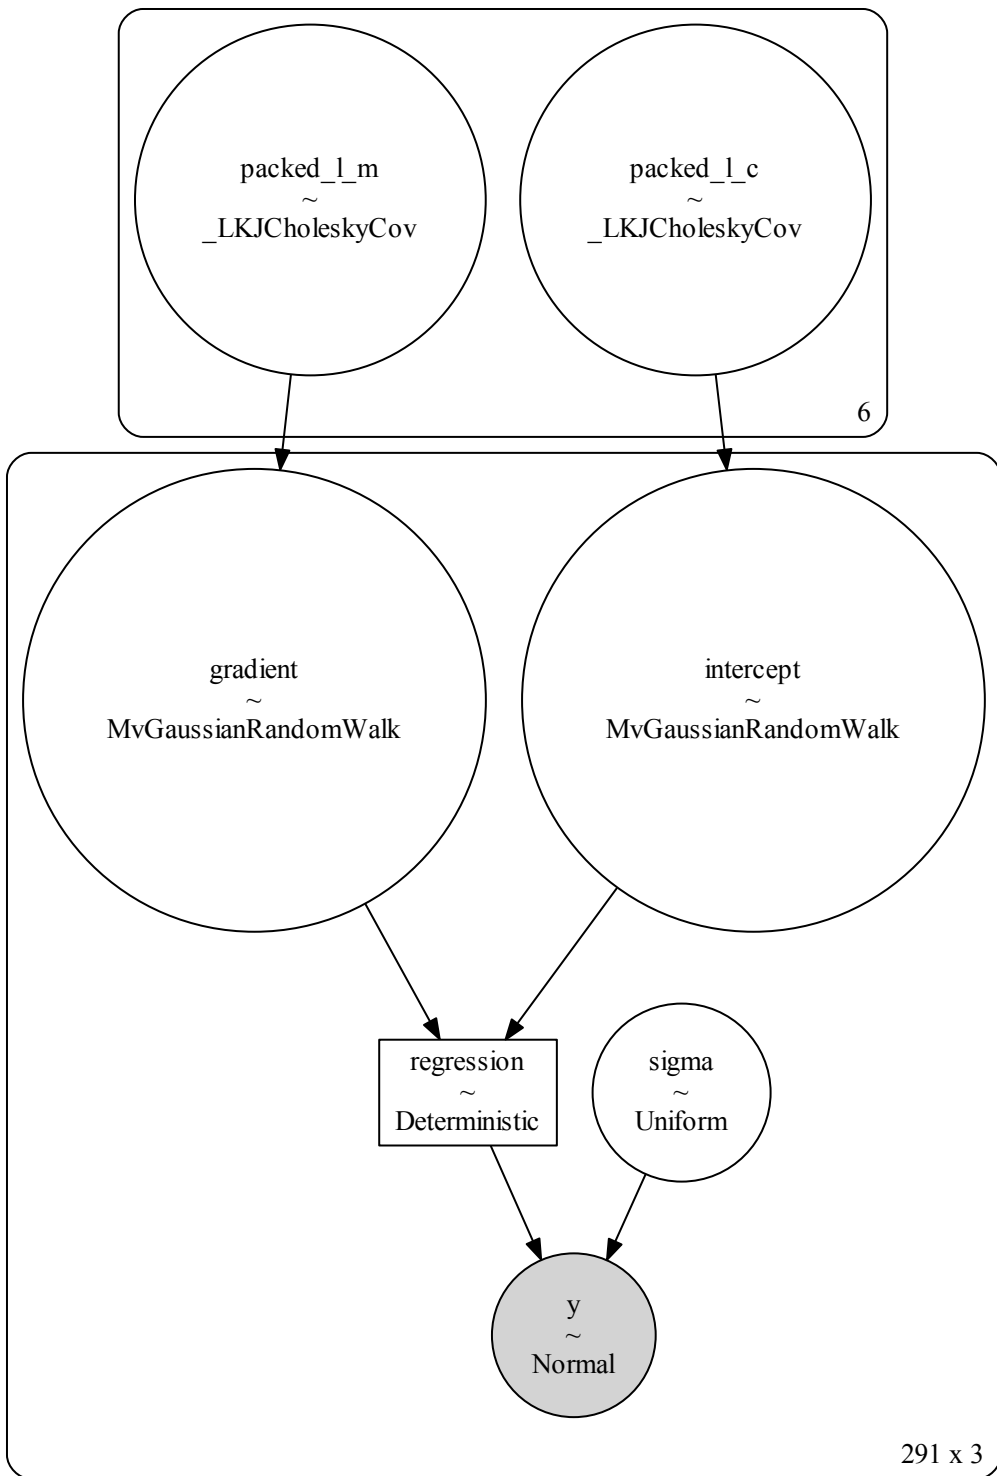 packed_l_m
~
_LKJCholeskyCov
packed_l_c
~
_LKJCholeskyCov
6
gradient
~
MvGaussianRandomWalk
intercept
~
MvGaussianRandomWalk
regression
~
Deterministic
sigma
~
Uniform
y
~
Normal
291 x 3